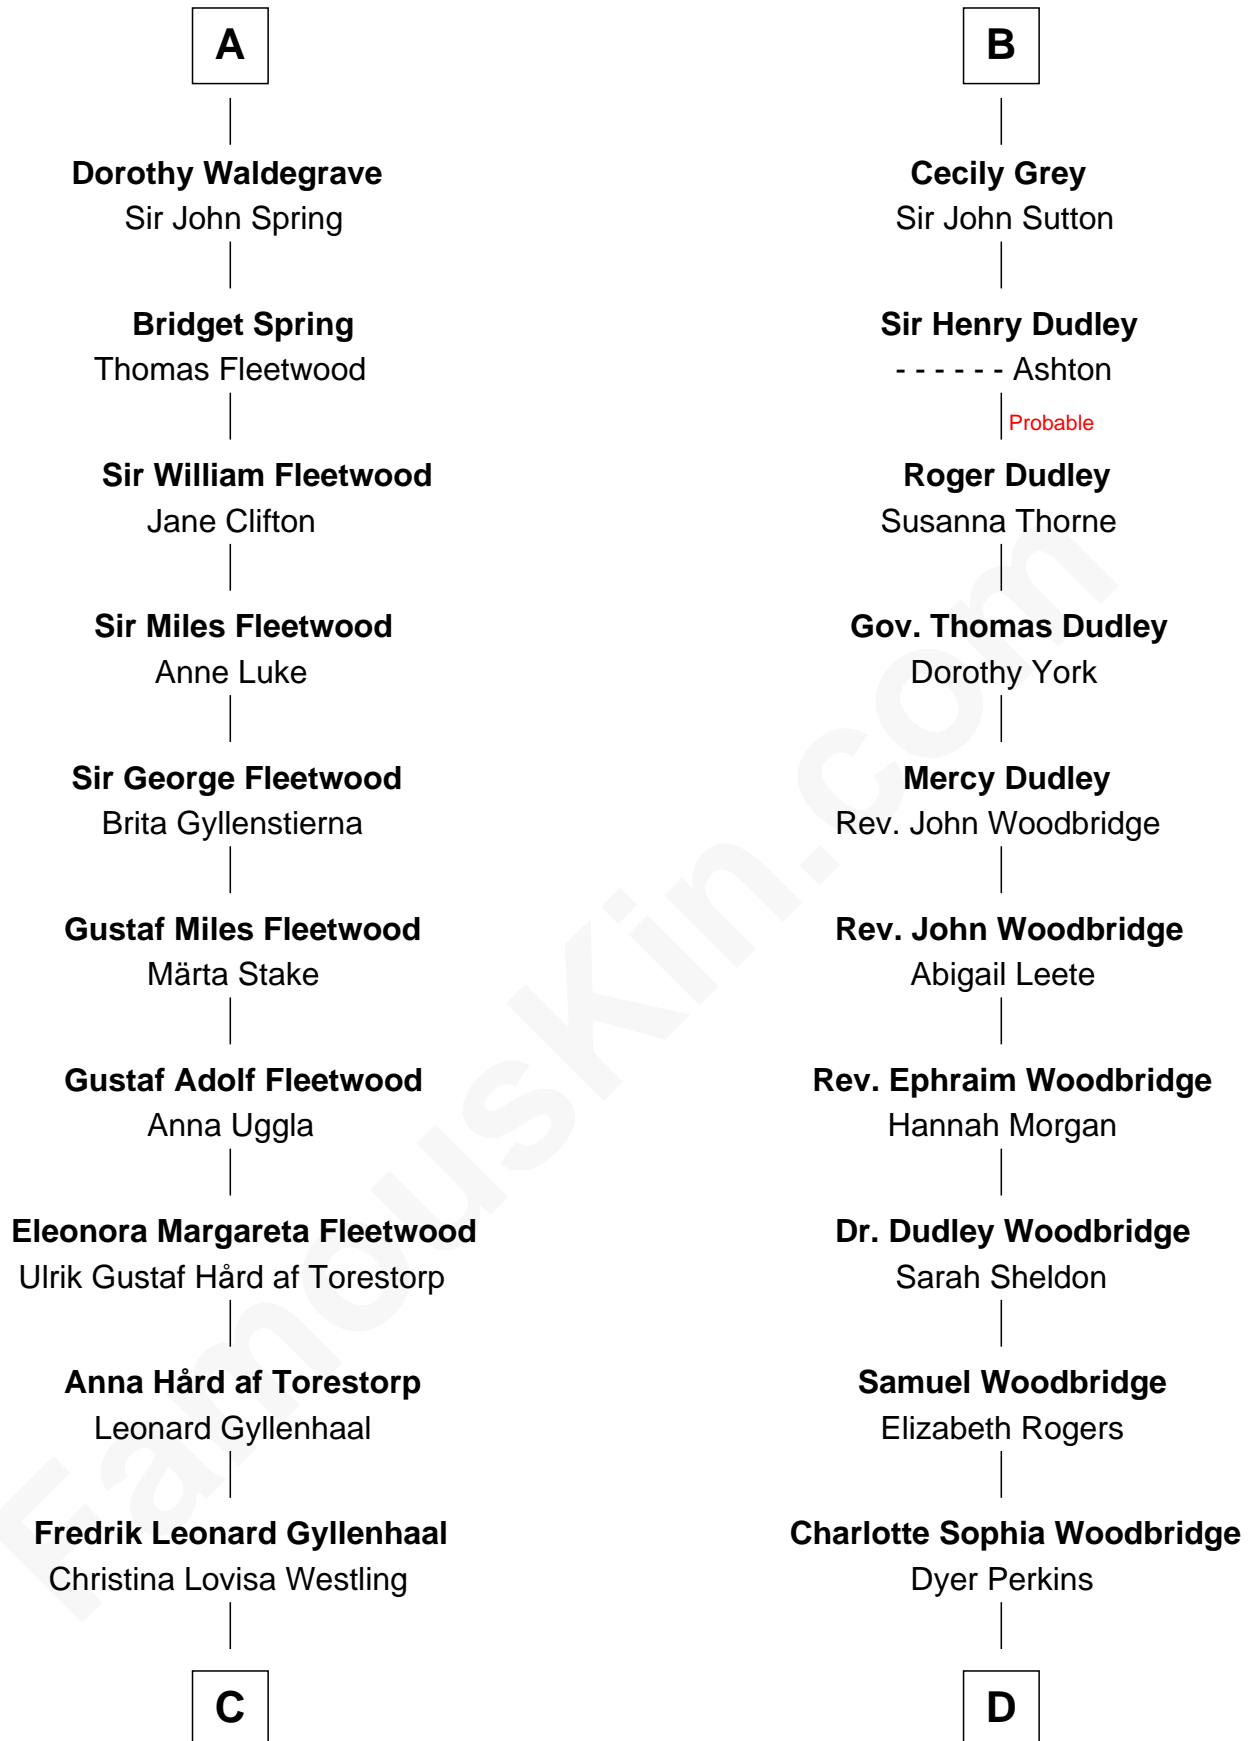 A
Dorothy Waldegrave
Sir John Spring
Bridget Spring
Thomas Fleetwood
Sir William Fleetwood
Jane Clifton
Sir Miles Fleetwood
Anne Luke
Sir George Fleetwood
Brita Gyllenstierna
Gustaf Miles Fleetwood
Märta Stake
Gustaf Adolf Fleetwood
Anna Uggla
Eleonora Margareta Fleetwood
Ulrik Gustaf Hård af Torestorp
Anna Hård af Torestorp
Leonard Gyllenhaal
Fredrik Leonard Gyllenhaal
Christina Lovisa Westling
C
B
Cecily Grey
Sir John Sutton
Sir Henry Dudley
- - - - - - Ashton
Probable
Roger Dudley
Susanna Thorne
Gov. Thomas Dudley
Dorothy York
Mercy Dudley
Rev. John Woodbridge
Rev. John Woodbridge
Abigail Leete
Rev. Ephraim Woodbridge
Hannah Morgan
Dr. Dudley Woodbridge
Sarah Sheldon
Samuel Woodbridge
Elizabeth Rogers
Charlotte Sophia Woodbridge
Dyer Perkins
D
FamousKin.com